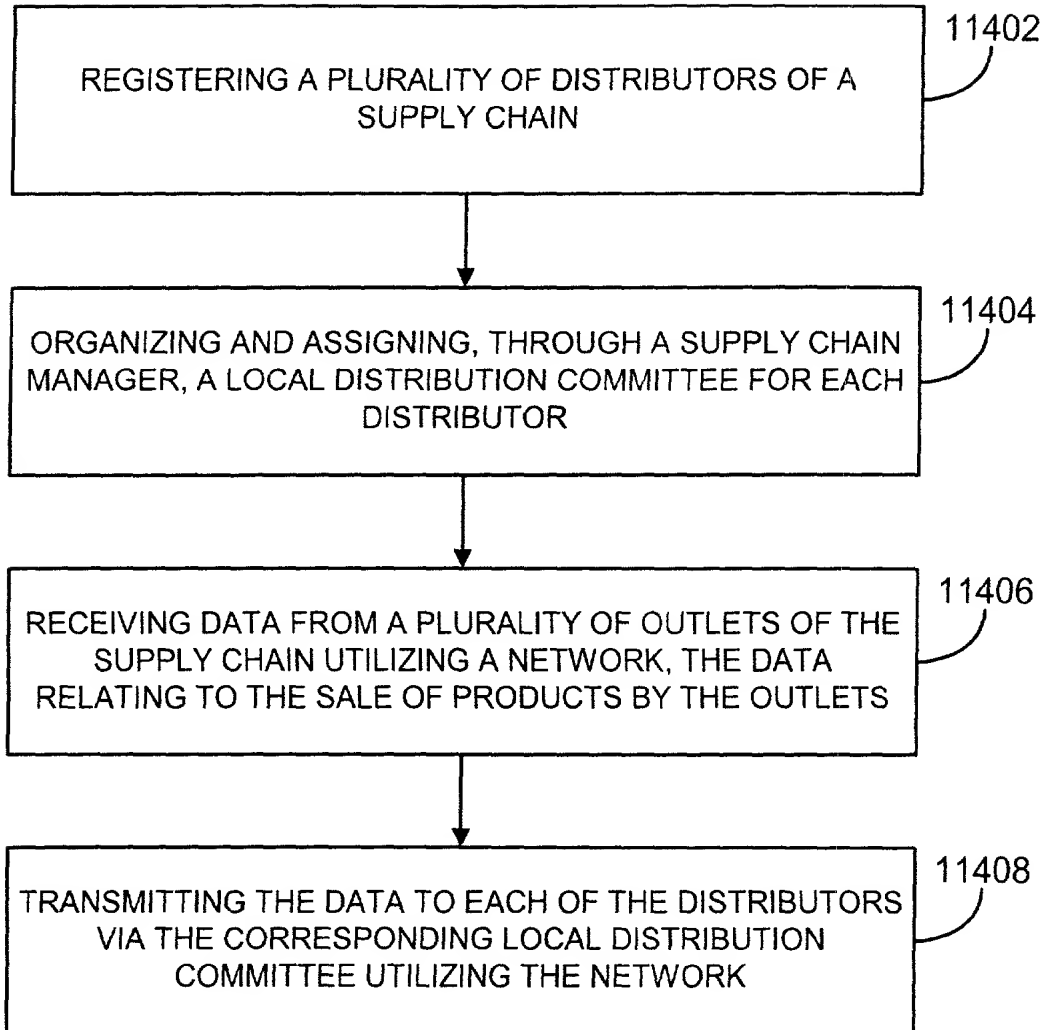 11402
REGISTERING A PLURALITY OF DISTRIBUTORS OF A
SUPPLY CHAIN
11404
ORGANIZING AND ASSIGNING, THROUGH A SUPPLY CHAIN
MANAGER, A LOCAL DISTRIBUTION COMMITTEE FOR EACH
DISTRIBUTOR
11406
RECEIVING DATA FROM A PLURALITY OF OUTLETS OF THE
SUPPLY CHAIN UTILIZING A NETWORK, THE DATA
RELATING TO THE SALE OF PRODUCTS BY THE OUTLETS
11408
TRANSMITTING THE DATA TO EACH OF THE DISTRIBUTORS
VIA THE CORRESPONDING LOCAL DISTRIBUTION
COMMITTEE UTILIZING THE NETWORK